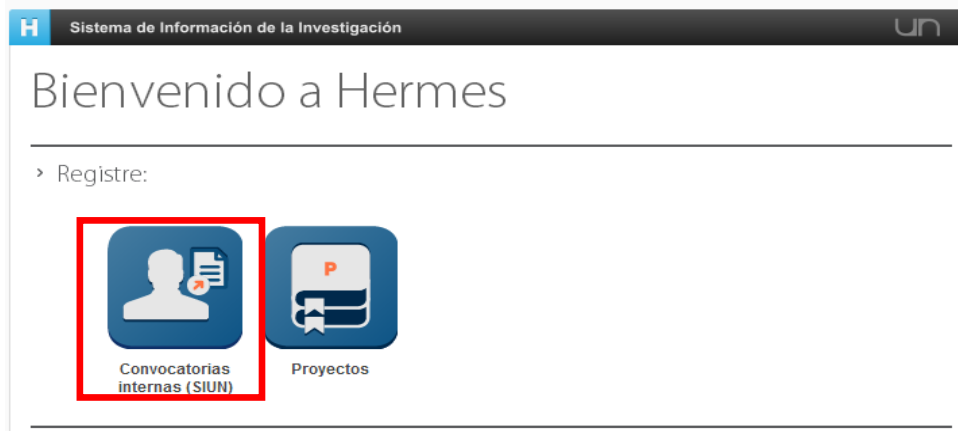 H Sistema de Información de la Investigación un
Bienvenido a Hermes
> Registre:
P
Convocatorias
internas (SIUN)
Proyectos